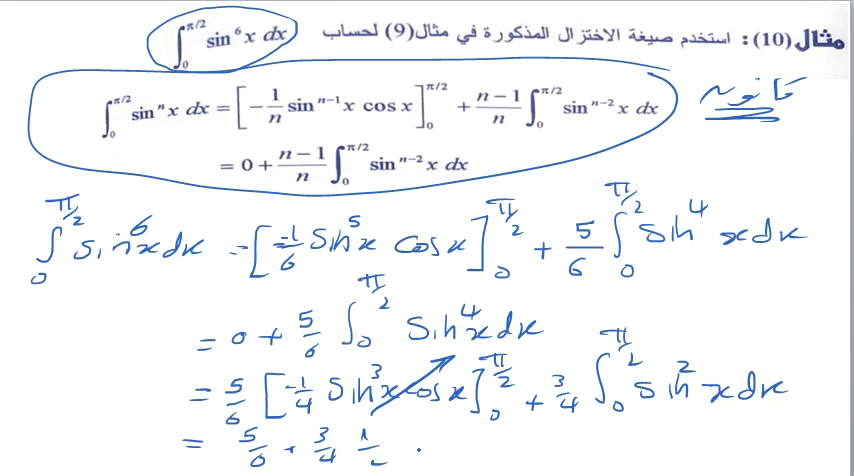 مثال(10): استخدم صيغة الاختزال المذكورة في مثال(9) لحساب ∫₀^{π/2} sin⁶x dx
∫₀^{π/2} sinⁿx dx = [-1/n sinⁿ⁻¹x cos x]₀^{π/2} + (n-1)/n ∫₀^{π/2} sinⁿ⁻²x dx
= 0 + (n-1)/n ∫₀^{π/2} sinⁿ⁻²x dx
∫₀^{π/2} sin⁶x dx = [-1/6 sin⁵x cos x]₀^{π/2} + 5/6 ∫₀^{π/2} sin⁴x dx
= 0 + 5/6 ∫₀^{π/2} sin⁴x dx
= 5/6 [-1/4 sin³x cos x]₀^{π/2} + 3/4 ∫₀^{π/2} sin²x dx
= 5/6 · 3/4